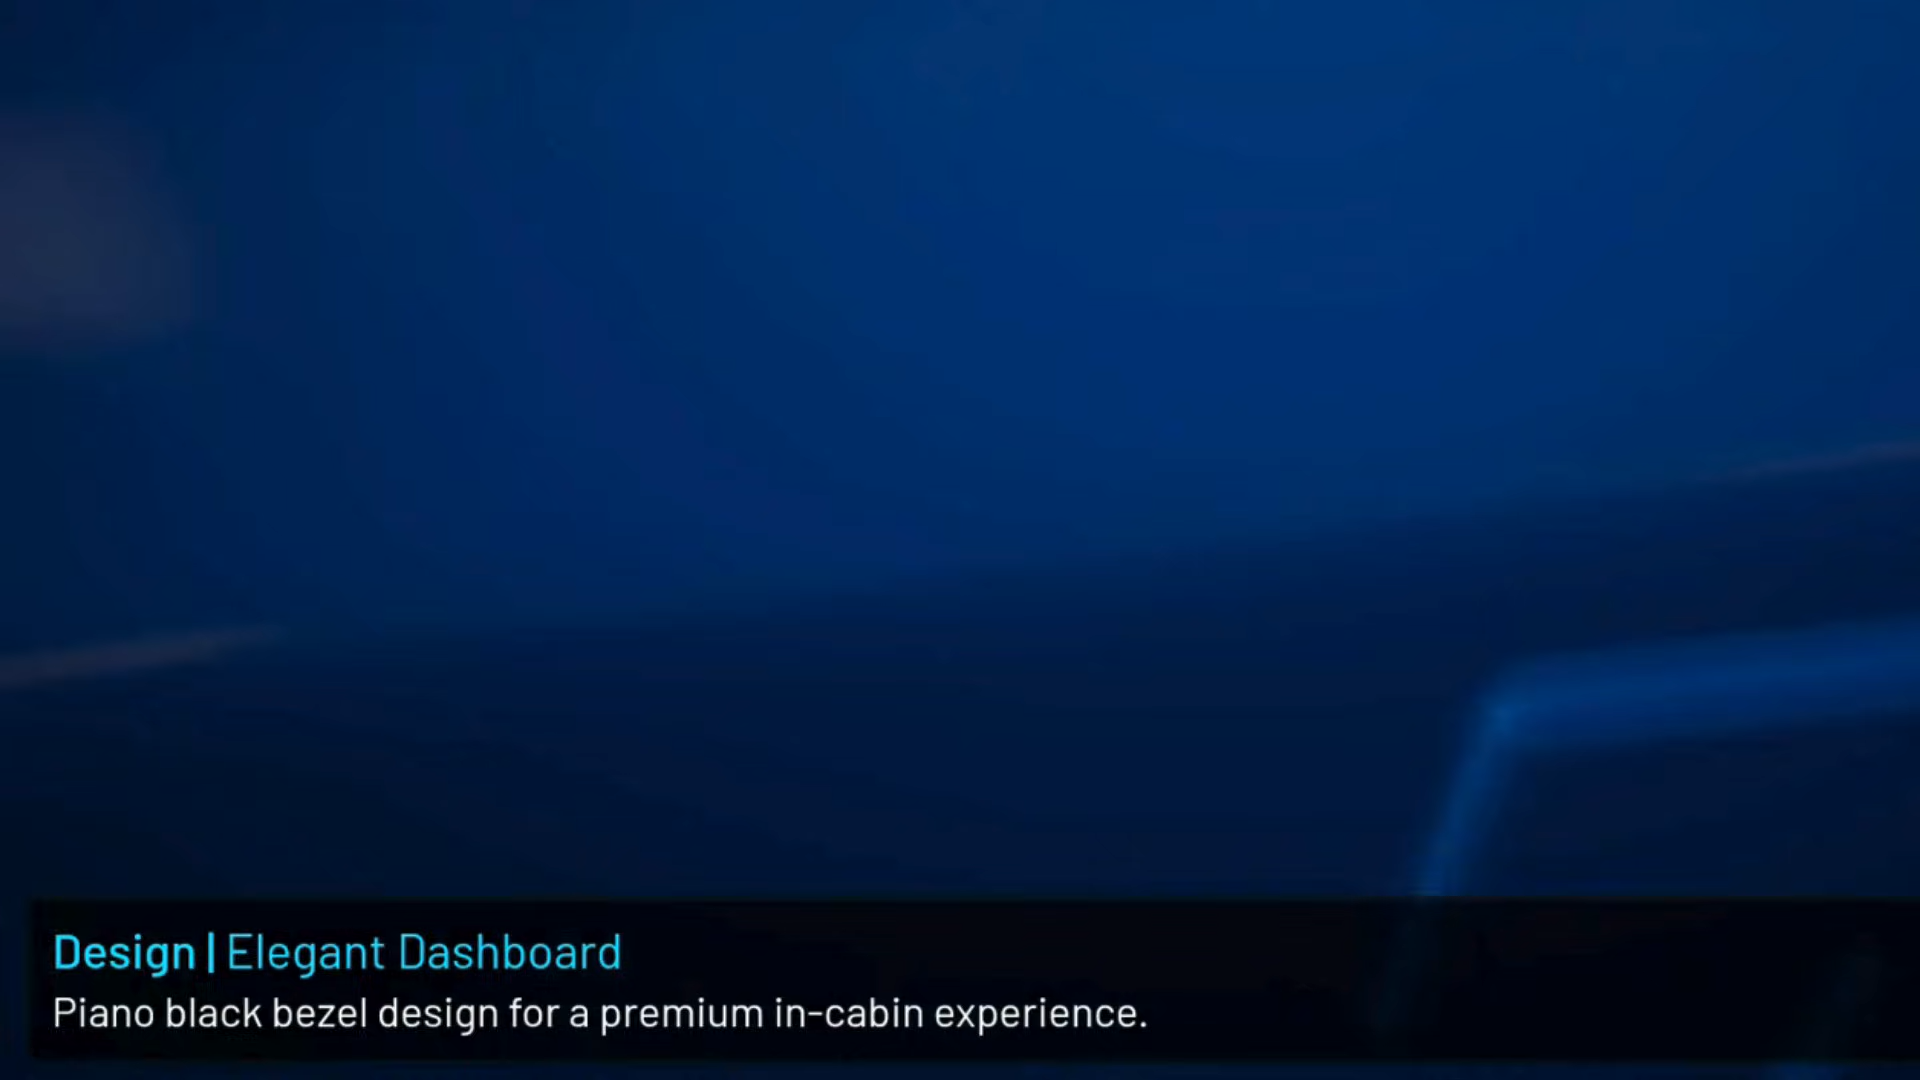 Design | Elegant Dashboard
Piano black bezel design for a premium in-cabin experience.